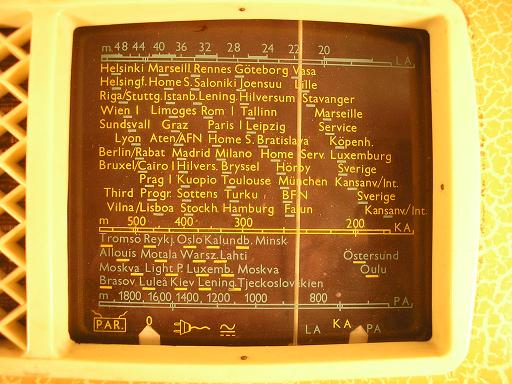 m 48 44 40 36 32 28 24 22 20 LA.
Helsinki Marseill. Rennes Göteborg Vasa
Helsingf. Home S. Saloniki Joensuu Lille
Riga/Stuttg. Istanb. Lening. Hilversum Stavanger
Wien I Limoges Rom I Tallinn Marseille
Sundsvall Graz Paris I Leipzig Service
Lyon Aten/AFN Home S. Bratislava Köpenh.
Berlin/Rabat Madrid Milano Home Serv. Luxemburg
Bruxel/Cairo I Hilvers. Bryssel Hörby Sverige
Prag I Kuopio Toulouse München Kansanv/Int.
Third Progr. Sottens Turku BFN Sverige
Vilna/Lisboa Stockh. Hamburg Falun Kansanv/Int.
m 500 400 300 200 KA.
Tromsö Reykj. Oslo Kalundb. Minsk
Allouis Motala Warsz. Lahti Östersund
Moskva Light P. Luxemb. Moskva Oulu
Brasov Luleå Kiev Lening. Tjeckoslovakien
m 1800 1600 1400 1200 1000 800 PA.
PAR. 0 LA KA PA